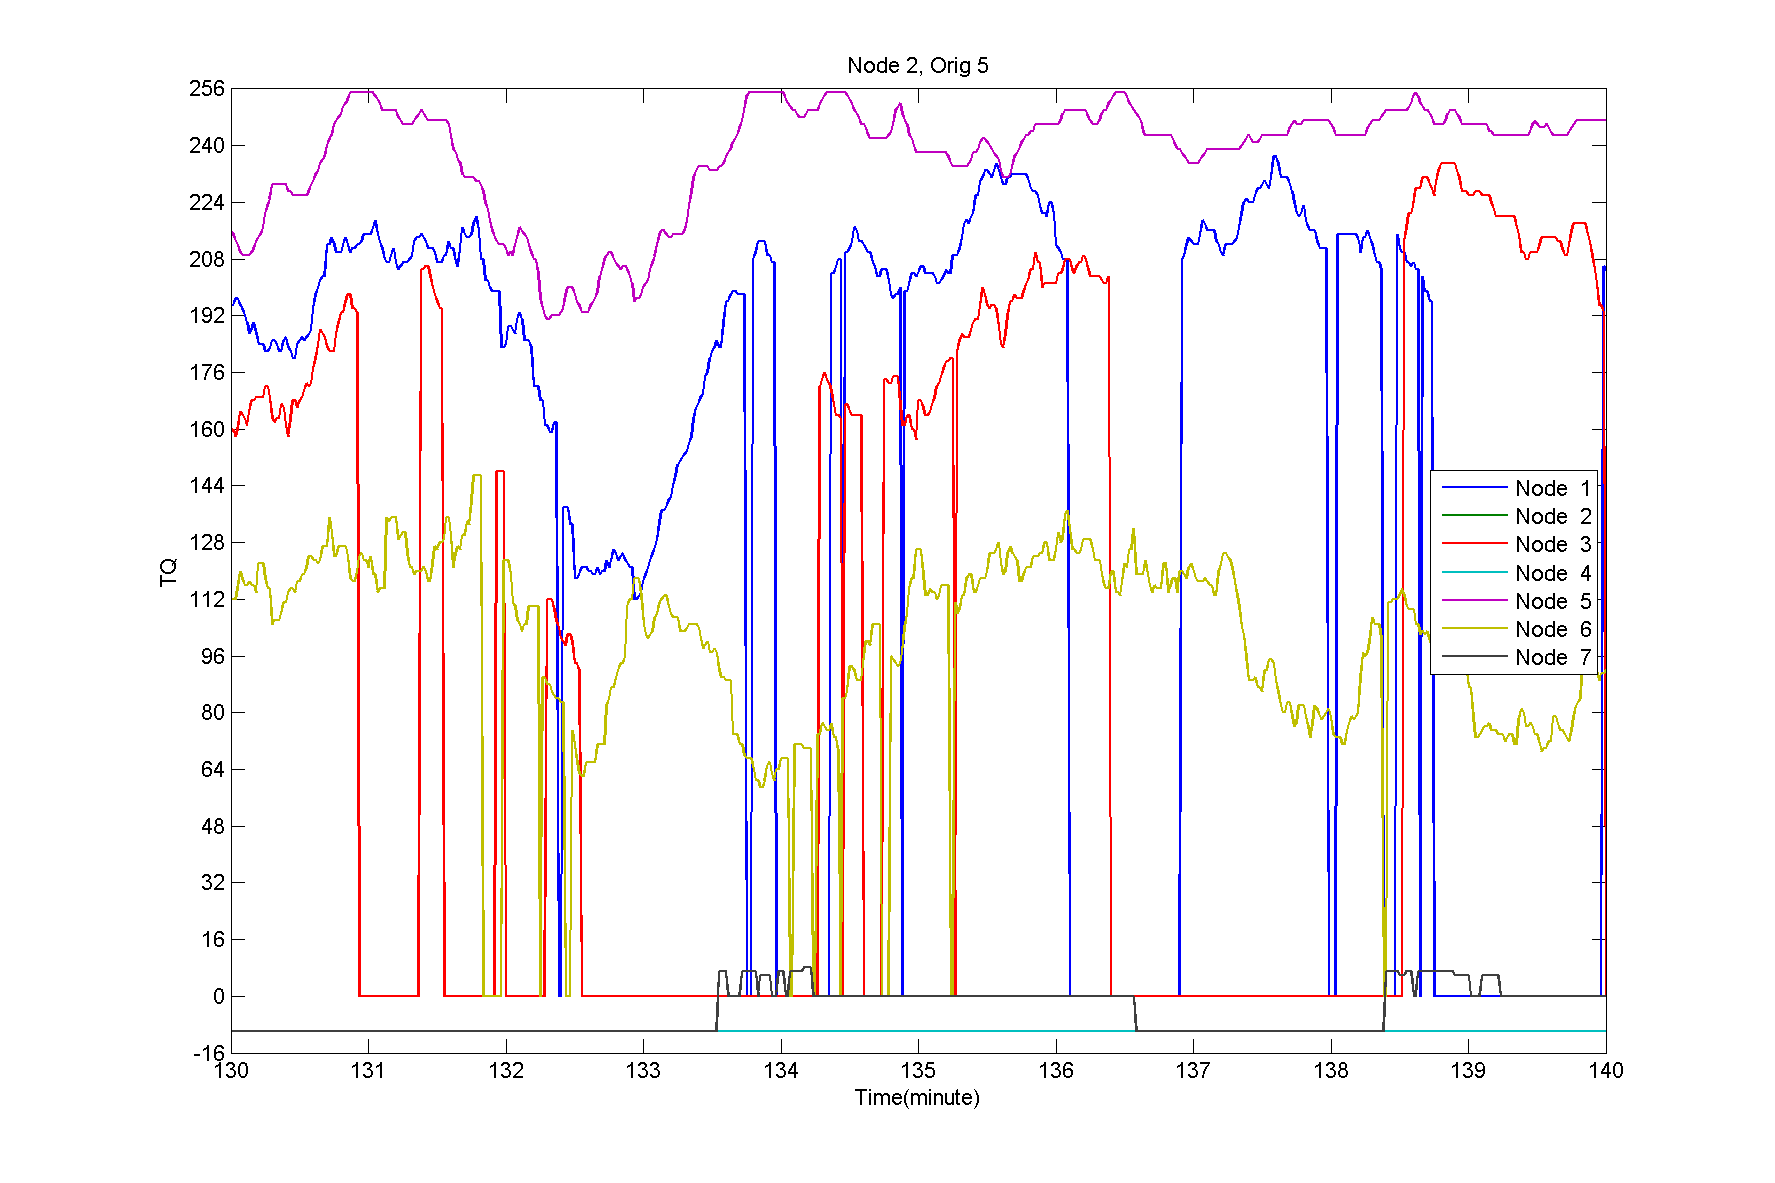 Node 2, Orig 5
256
240
224
208
192
176
160
144
128
112
96
80
64
48
32
16
0
-16
TQ
130 131 132 133 134 135 136 137 138 139 140
Time(minute)
Node 1
Node 2
Node 3
Node 4
Node 5
Node 6
Node 7